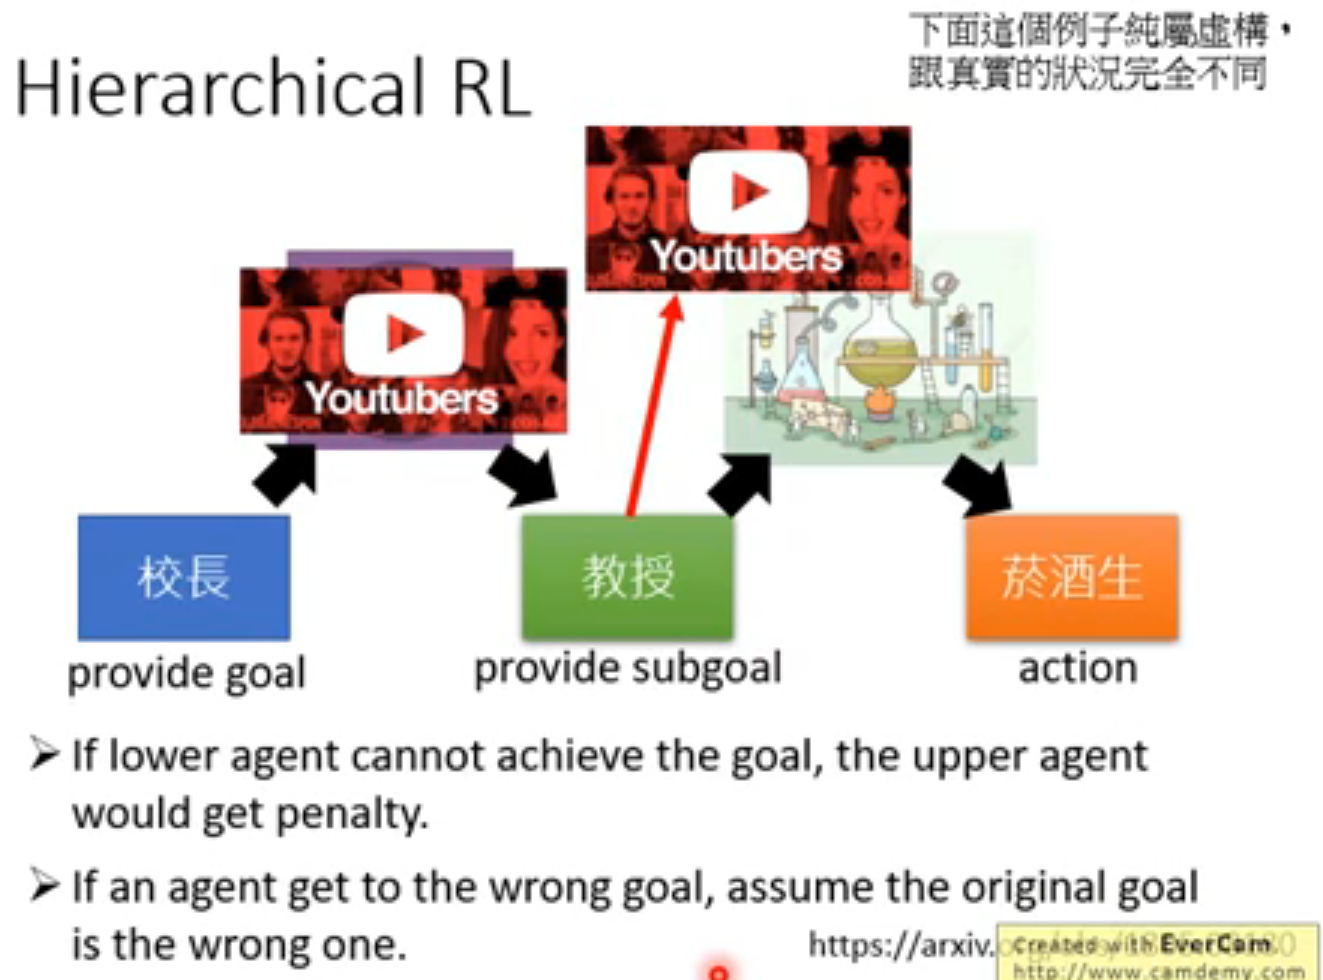 下面這個例子純屬虛構，
跟真實的狀況完全不同
Hierarchical RL
Youtubers
Youtubers
校長
教授
菸酒生
provide goal
provide subgoal
action
➢ If lower agent cannot achieve the goal, the upper agent
would get penalty.
➢ If an agent get to the wrong goal, assume the original goal
is the wrong one.
https://arxiv.
Created with EverCam.
http://www.camdemy.com